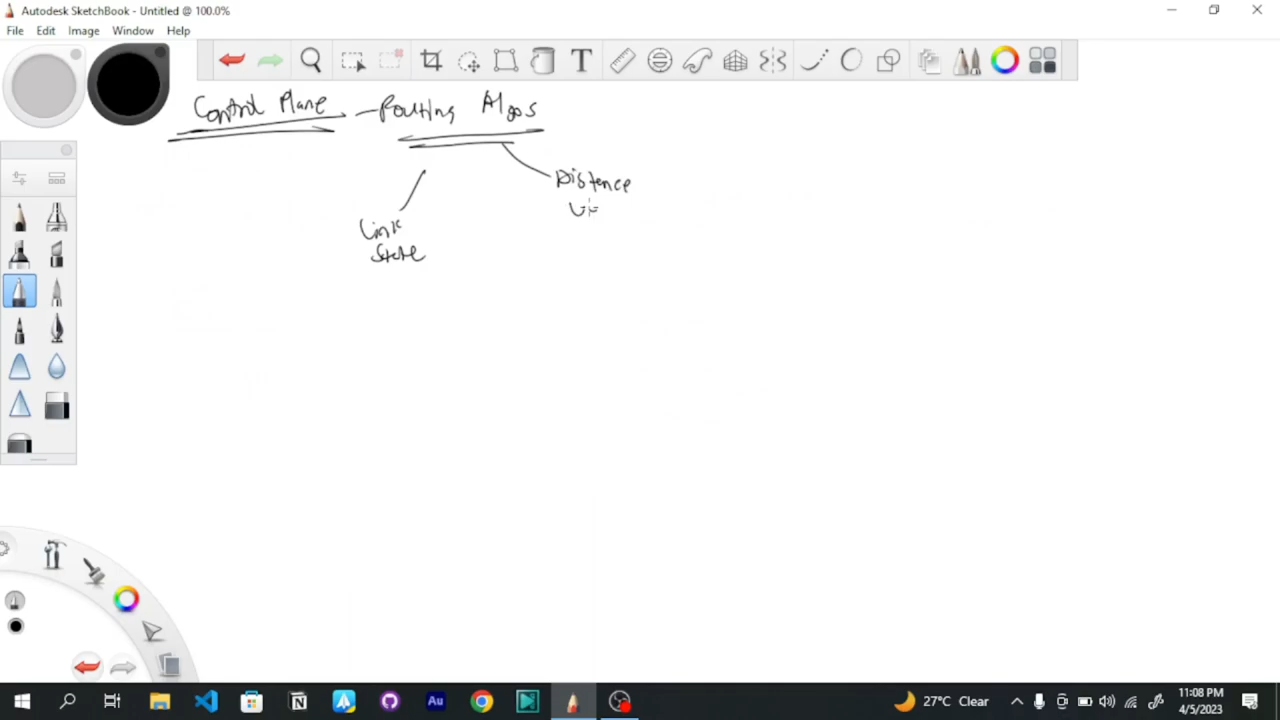 Autodesk SketchBook - Untitled @ 100.0%
File Edit Image Window Help
Control Plane - Routing Algos
Distence
Link
State
11:08 PM
27°C Clear
4/5/2023